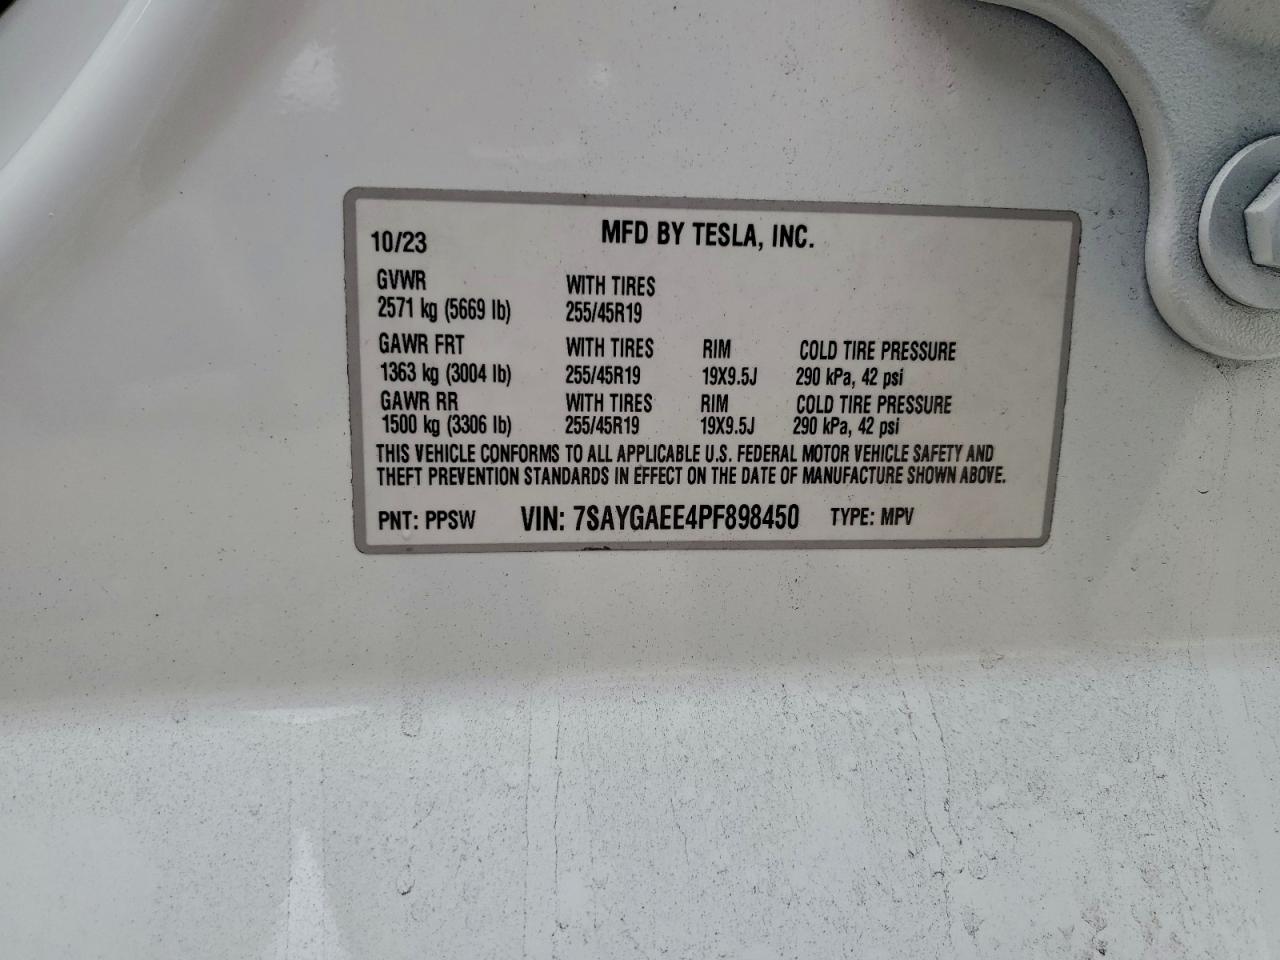 10/23 MFD BY TESLA, INC.
GVWR WITH TIRES
2571 kg (5669 lb) 255/45R19
GAWR FRT WITH TIRES RIM COLD TIRE PRESSURE
1363 kg (3004 lb) 255/45R19 19X9.5J 290 kPa, 42 psi
GAWR RR WITH TIRES RIM COLD TIRE PRESSURE
1500 kg (3306 lb) 255/45R19 19X9.5J 290 kPa, 42 psi
THIS VEHICLE CONFORMS TO ALL APPLICABLE U.S. FEDERAL MOTOR VEHICLE SAFETY AND
THEFT PREVENTION STANDARDS IN EFFECT ON THE DATE OF MANUFACTURE SHOWN ABOVE.
PNT: PPSW VIN: 7SAYGAEE4PF898450 TYPE: MPV